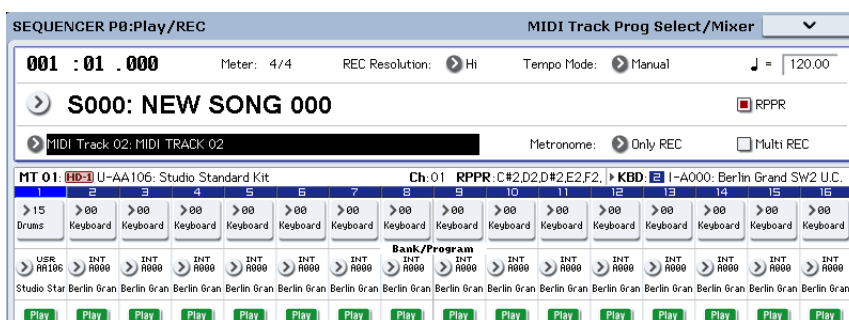 SEQUENCER P0:Play/REC MIDI Track Prog Select/Mixer
001 :01 .000 Meter: 4/4 REC Resolution: Hi Tempo Mode: Manual ♩ = 120.00
S000: NEW SONG 000 RPPR
MIDI Track 02: MIDI TRACK 02 Metronome: Only REC Multi REC
MT 01: HD-1 U-AA106: Studio Standard Kit Ch:01 RPPR:C#2,D2,D#2,E2,F2, KBD: 2 I-A000: Berlin Grand SW2 U.C.
1 2 3 4 5 6 7 8 9 10 11 12 13 14 15 16
15 00 00 00 00 00 00 00 00 00 00 00 00 00 00 00
Drums Keyboard Keyboard Keyboard Keyboard Keyboard Keyboard Keyboard Keyboard Keyboard Keyboard Keyboard Keyboard Keyboard Keyboard Keyboard
Bank/Program
USR INT INT INT INT INT INT INT INT INT INT INT INT INT INT INT
AA106 A000 A000 A000 A000 A000 A000 A000 A000 A000 A000 A000 A000 A000 A000 A000
Studio Star Berlin Gran Berlin Gran Berlin Gran Berlin Gran Berlin Gran Berlin Gran Berlin Gran Berlin Gran Berlin Gran Berlin Gran Berlin Gran Berlin Gran Berlin Gran Berlin Gran Berlin Gran
Play Play Play Play Play Play Play Play Play Play Play Play Play Play Play Play